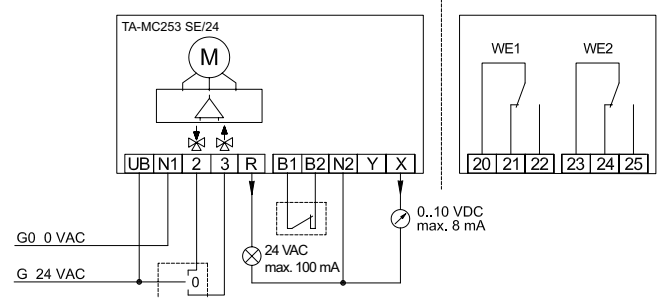 TA-MC253 SE/24
M
UB N1 2 3 R B1 B2 N2 Y X
WE1 WE2
20 21 22 23 24 25
0..10 VDC
max. 8 mA
G0 0 VAC
24 VAC
max. 100 mA
G 24 VAC
0